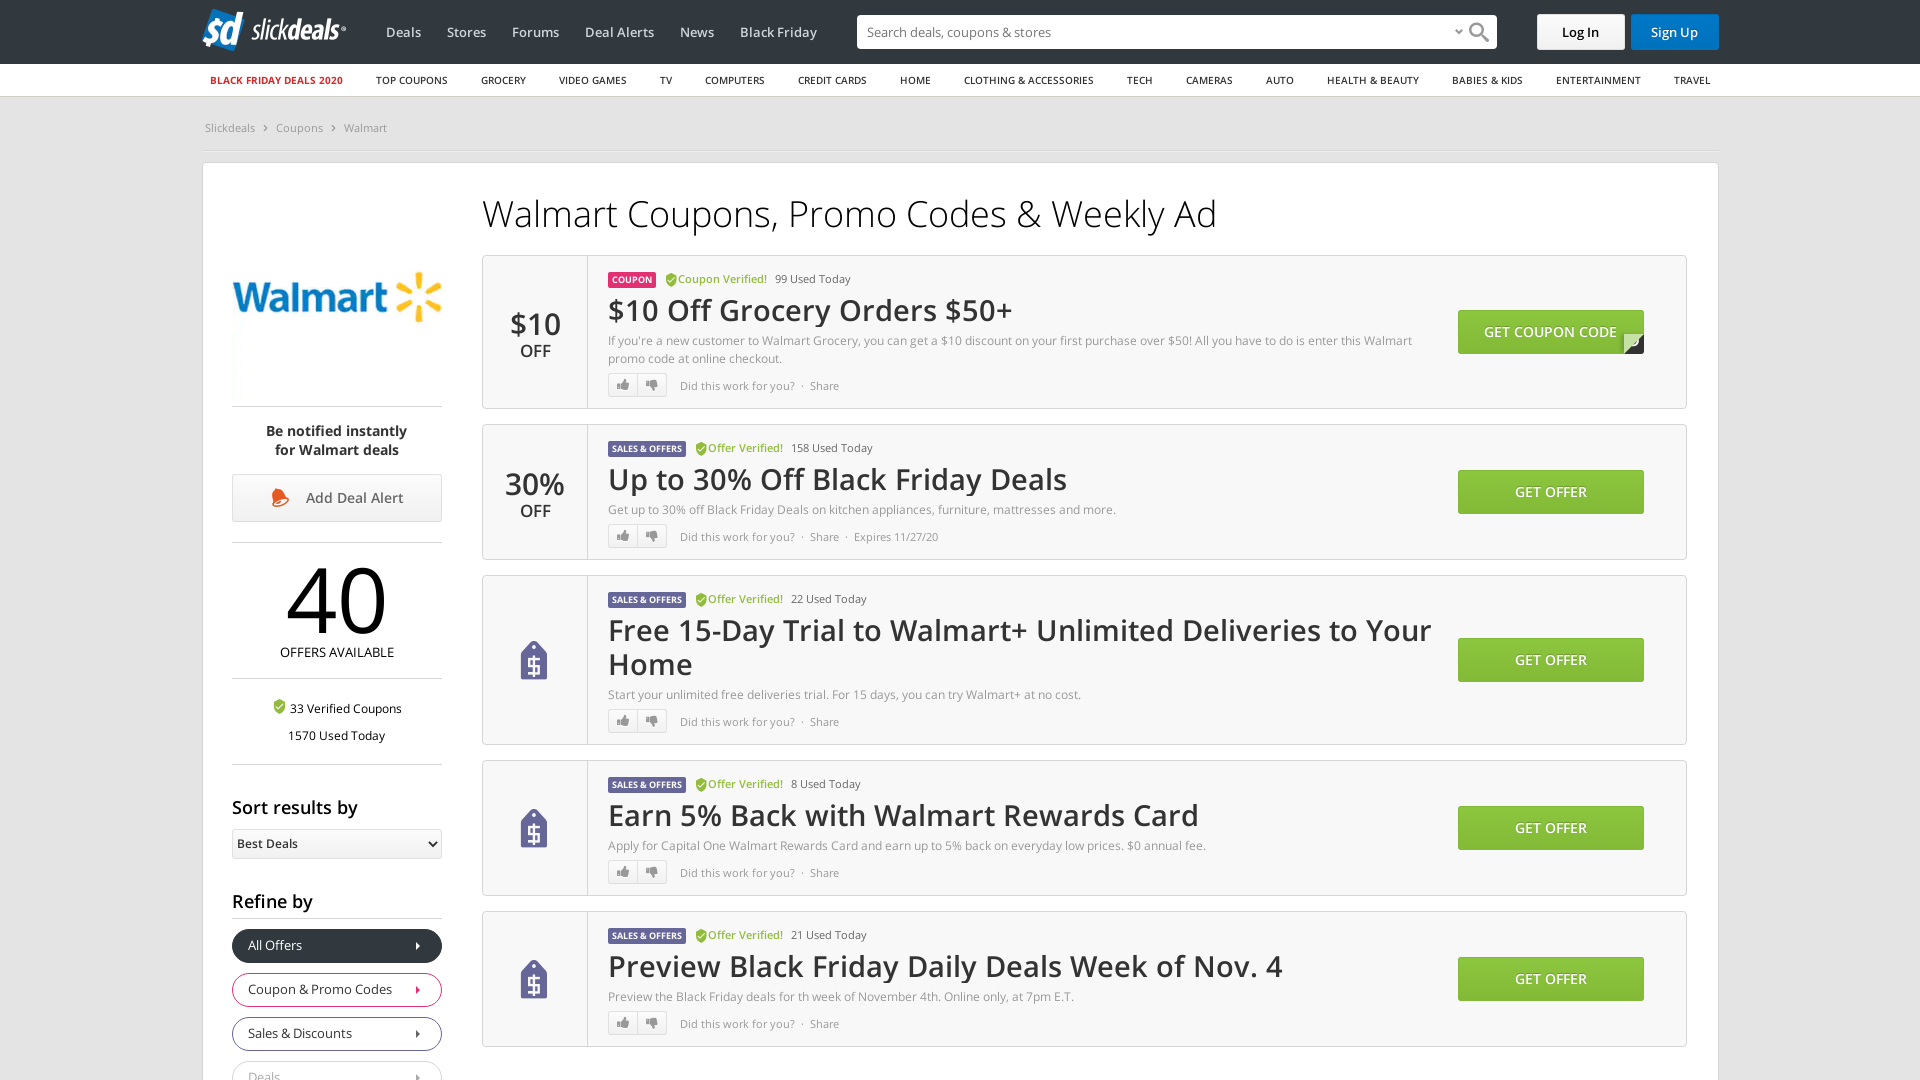 sd slickdeals
Deals Stores Forums Deal Alerts News Black Friday
Search deals, coupons & stores
Log In Sign Up
BLACK FRIDAY DEALS 2020 TOP COUPONS GROCERY VIDEO GAMES TV COMPUTERS CREDIT CARDS HOME CLOTHING & ACCESSORIES TECH CAMERAS AUTO HEALTH & BEAUTY BABIES & KIDS ENTERTAINMENT TRAVEL
Slickdeals Coupons Walmart
Walmart
Be notified instantly
for Walmart deals
Add Deal Alert
40
OFFERS AVAILABLE
33 Verified Coupons
1570 Used Today
Sort results by
Best Deals
Refine by
All Offers
Coupon & Promo Codes
Sales & Discounts
Deals
Walmart Coupons, Promo Codes & Weekly Ad
$10
OFF
COUPON Coupon Verified! 99 Used Today
$10 Off Grocery Orders $50+
If you're a new customer to Walmart Grocery, you can get a $10 discount on your first purchase over $50! All you have to do is enter this Walmart
promo code at online checkout.
Did this work for you? · Share
GET COUPON CODE
30%
OFF
SALES & OFFERS Offer Verified! 158 Used Today
Up to 30% Off Black Friday Deals
Get up to 30% off Black Friday Deals on kitchen appliances, furniture, mattresses and more.
Did this work for you? · Share · Expires 11/27/20
GET OFFER
SALES & OFFERS Offer Verified! 22 Used Today
Free 15-Day Trial to Walmart+ Unlimited Deliveries to Your
Home
Start your unlimited free deliveries trial. For 15 days, you can try Walmart+ at no cost.
Did this work for you? · Share
GET OFFER
SALES & OFFERS Offer Verified! 8 Used Today
Earn 5% Back with Walmart Rewards Card
Apply for Capital One Walmart Rewards Card and earn up to 5% back on everyday low prices. $0 annual fee.
Did this work for you? · Share
GET OFFER
SALES & OFFERS Offer Verified! 21 Used Today
Preview Black Friday Daily Deals Week of Nov. 4
Preview the Black Friday deals for th week of November 4th. Online only, at 7pm E.T.
Did this work for you? · Share
GET OFFER